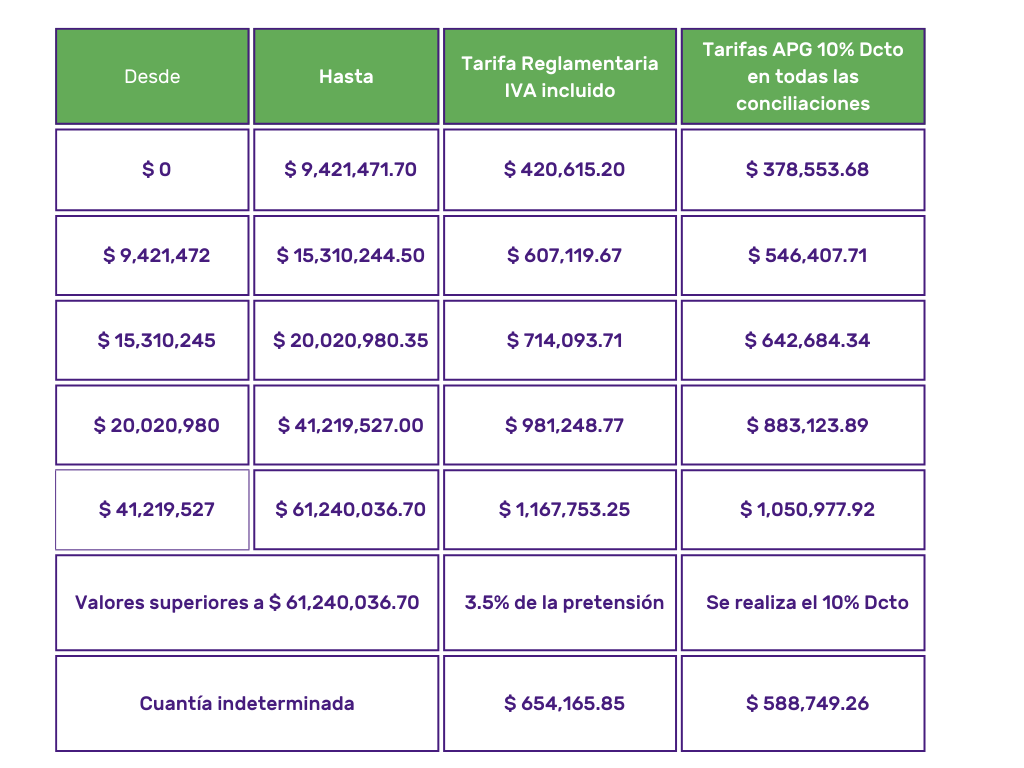 Desde
Hasta
Tarifa Reglamentaria
IVA incluido
Tarifas APG 10% Dcto
en todas las
conciliaciones
$ 0
$ 9,421,471.70
$ 420,615.20
$ 378,553.68
$ 9,421,472
$ 15,310,244.50
$ 607,119.67
$ 546,407.71
$ 15,310,245
$ 20,020,980.35
$ 714,093.71
$ 642,684.34
$ 20,020,980
$ 41,219,527.00
$ 981,248.77
$ 883,123.89
$ 41,219,527
$ 61,240,036.70
$ 1,167,753.25
$ 1,050,977.92
Valores superiores a $ 61,240,036.70
3.5% de la pretensión
Se realiza el 10% Dcto
Cuantía indeterminada
$ 654,165.85
$ 588,749.26